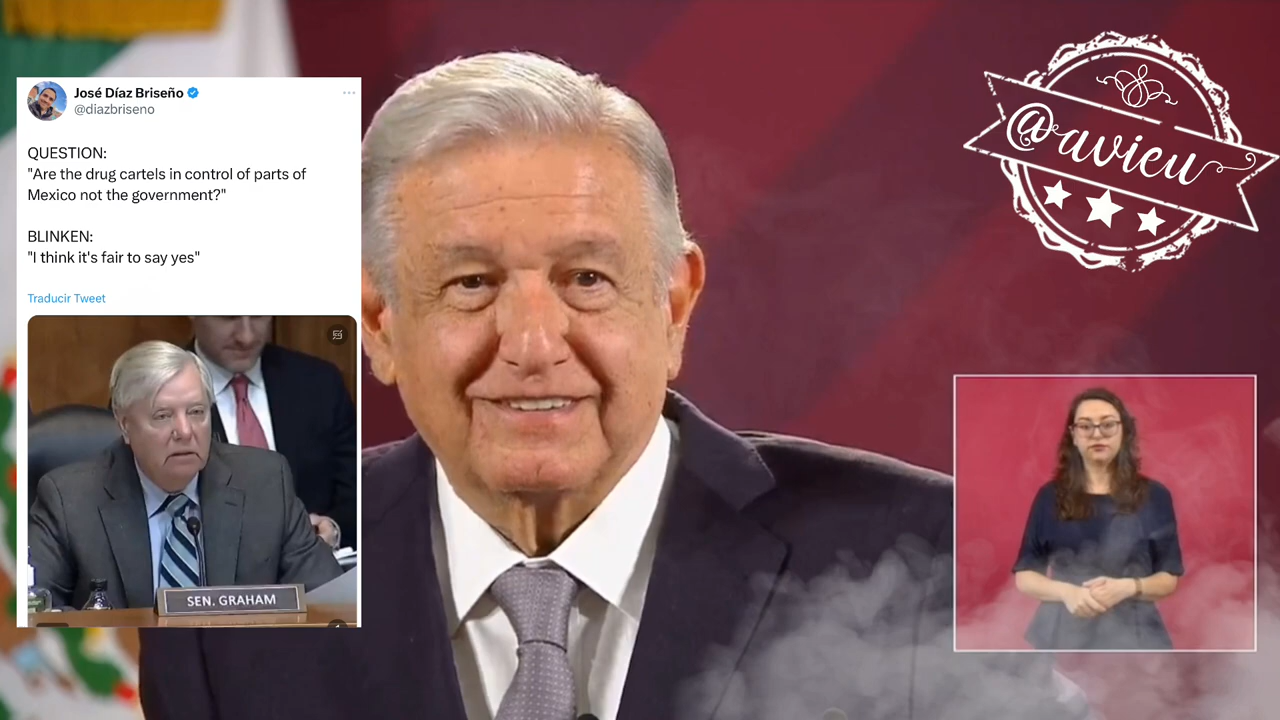 José Díaz Briseño
@diazbriseno
QUESTION:
"Are the drug cartels in control of parts of
Mexico not the government?"
BLINKEN:
"I think it's fair to say yes"
Traducir Tweet
SEN. GRAHAM
@avieu